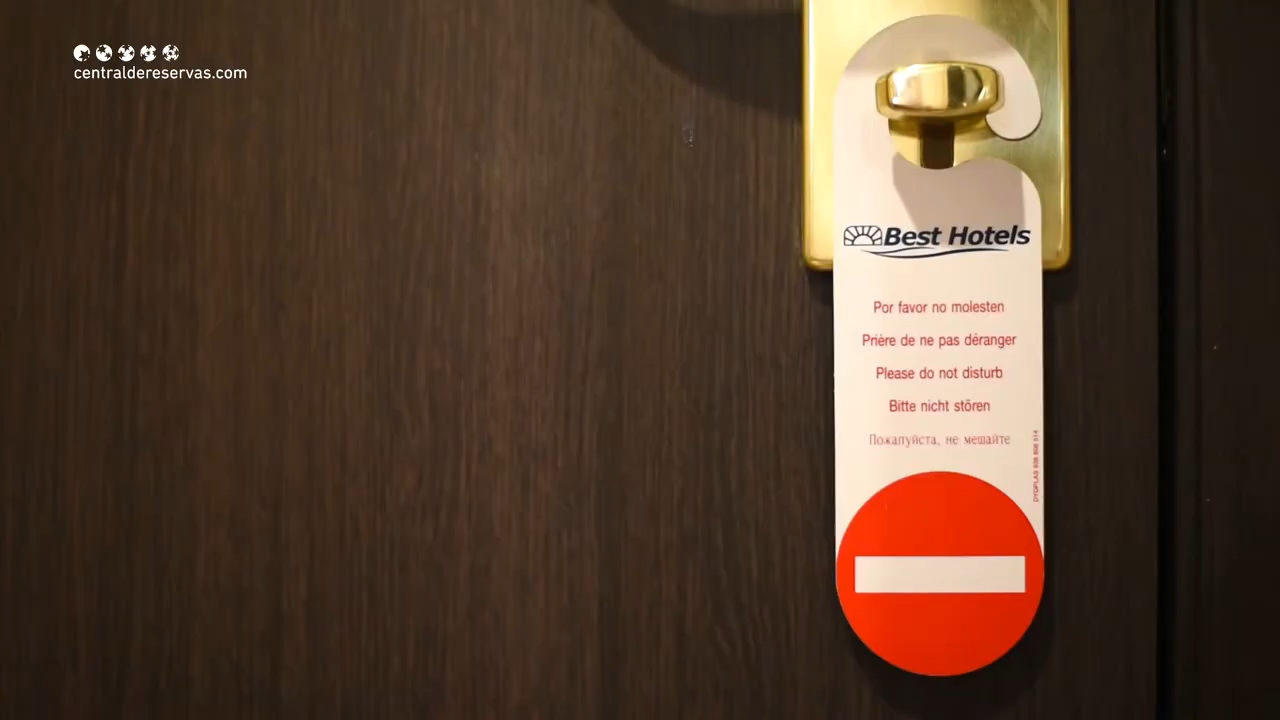 centraldereservas.com
Best Hotels
Por favor no molesten
Prière de ne pas déranger
Please do not disturb
Bitte nicht stören
Пожалуйста, не мешайте